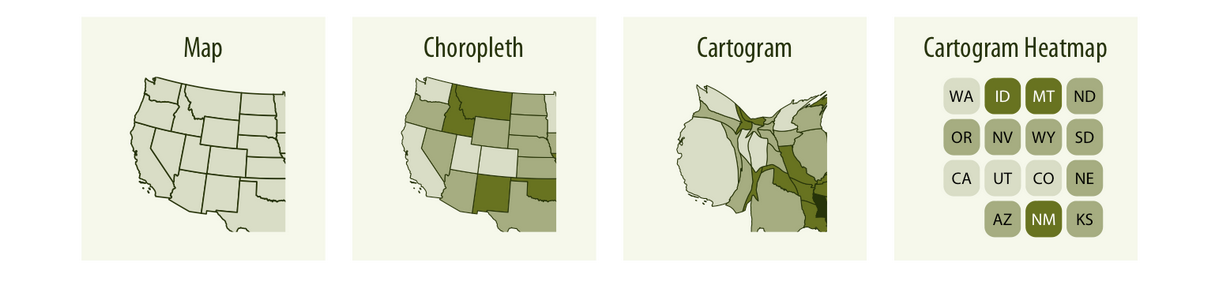 Map
Choropleth
Cartogram
Cartogram Heatmap
WA ID MT ND
OR NV WY SD
CA UT CO NE
AZ NM KS